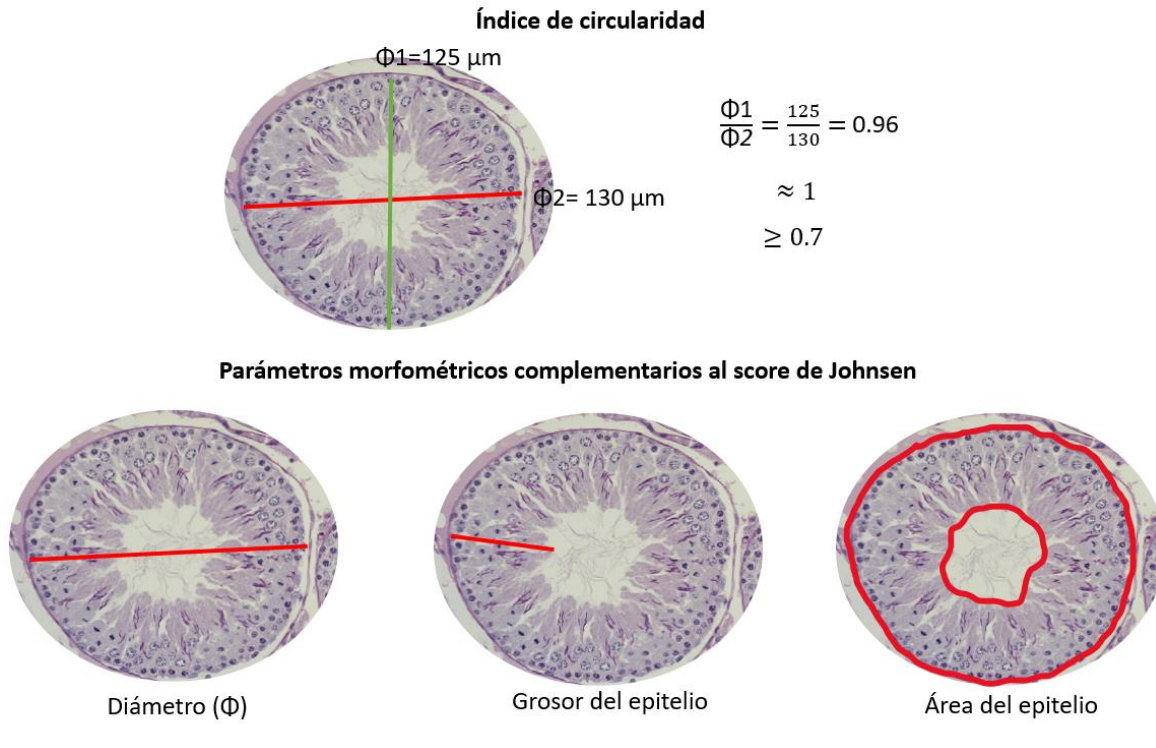 Índice de circularidad
Φ1=125 μm
Φ1/Φ2 = 125/130 = 0.96
Φ2= 130 μm
≈ 1
≥ 0.7
Parámetros morfométricos complementarios al score de Johnsen
Diámetro (Φ)
Grosor del epitelio
Área del epitelio